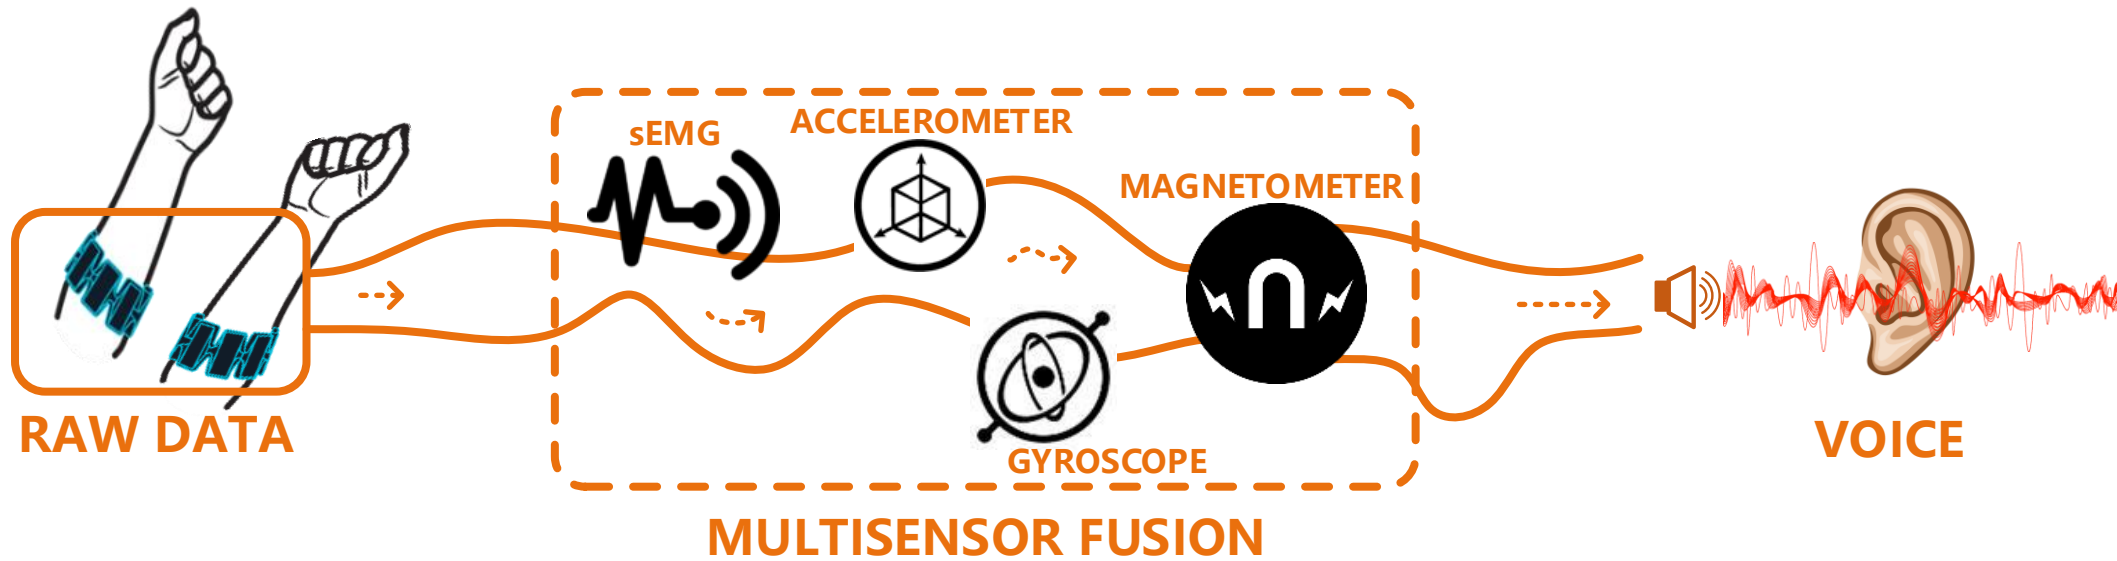 sEMG
ACCELEROMETER
MAGNETOMETER
GYROSCOPE
RAW DATA
VOICE
MULTISENSOR FUSION